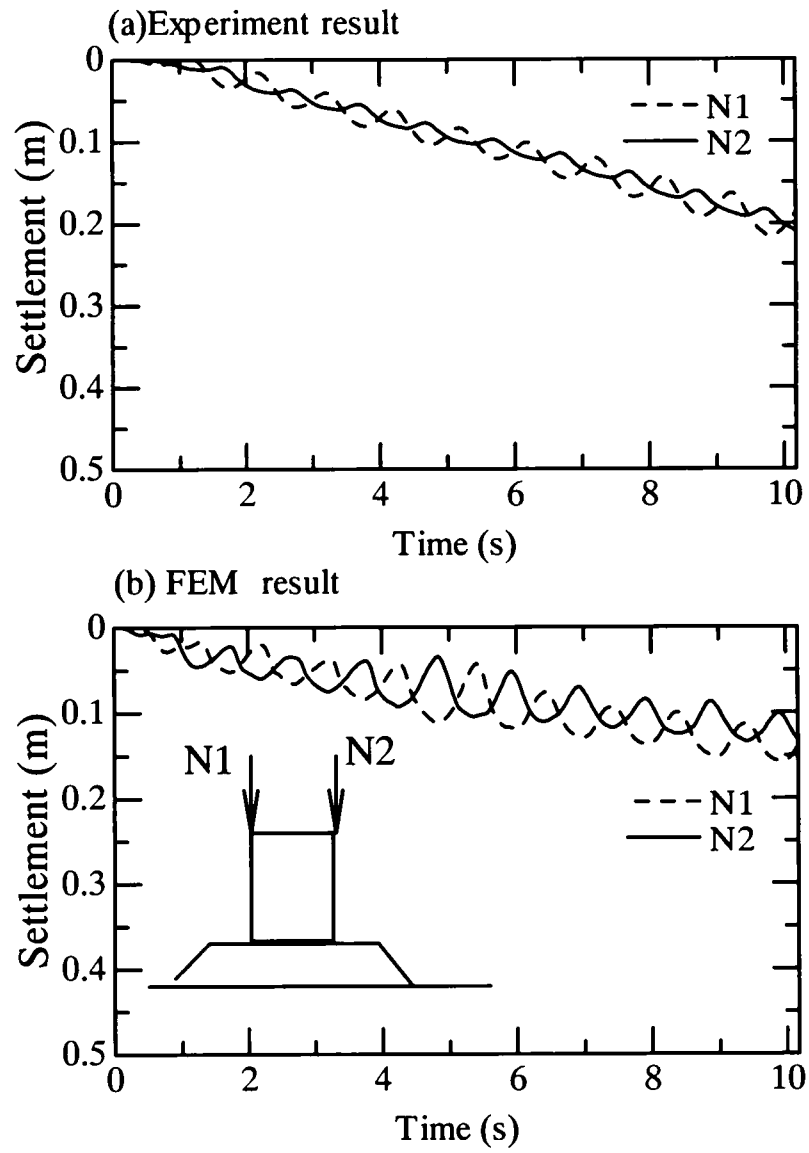 (a)Experiment result
0
0.1
0.2
0.3
0.4
0.5
Settlement (m)
N1
N2
0 2 4 6 8 10
Time (s)
(b) FEM result
0
0.1
0.2
0.3
0.4
0.5
Settlement (m)
N1 N2
N1
N2
0 2 4 6 8 10
Time (s)